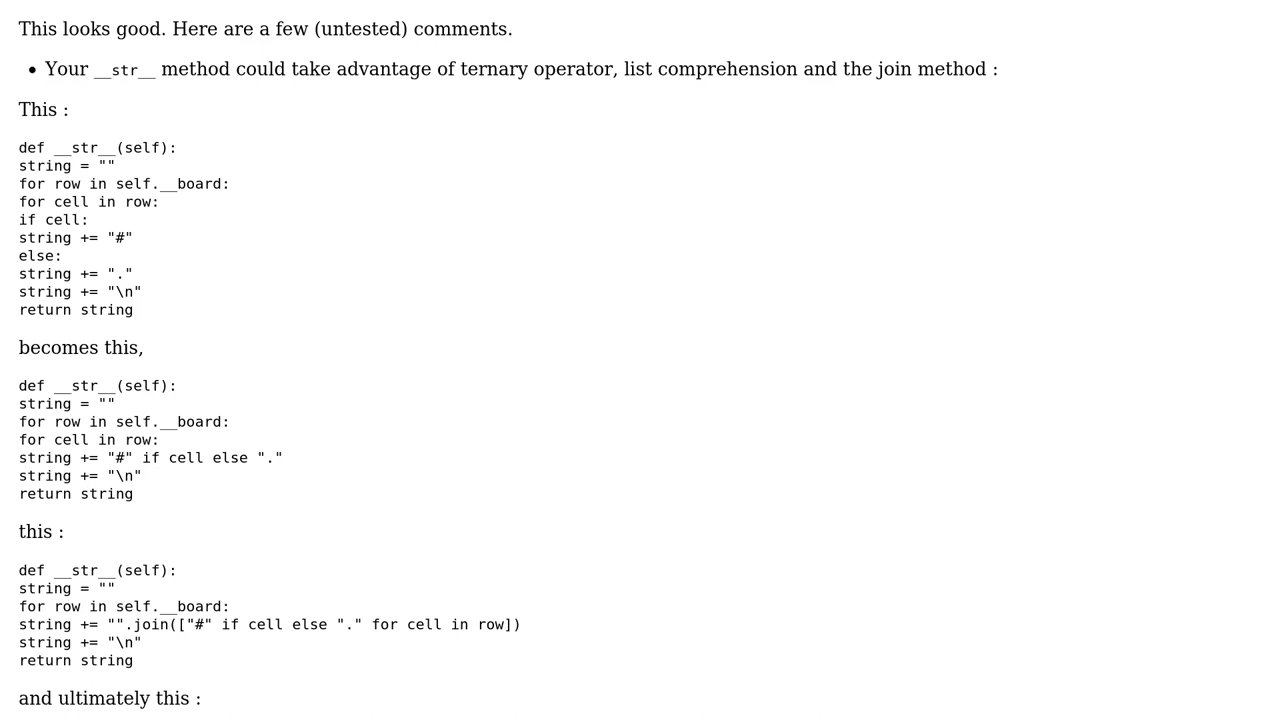 This looks good. Here are a few (untested) comments.
• Your __str__ method could take advantage of ternary operator, list comprehension and the join method :
This :
def __str__(self):
string = ""
for row in self.__board:
for cell in row:
if cell:
string += "#"
else:
string += "."
string += "\n"
return string
becomes this,
def __str__(self):
string = ""
for row in self.__board:
for cell in row:
string += "#" if cell else "."
string += "\n"
return string
this :
def __str__(self):
string = ""
for row in self.__board:
string += "".join(["#" if cell else "." for cell in row])
string += "\n"
return string
and ultimately this :